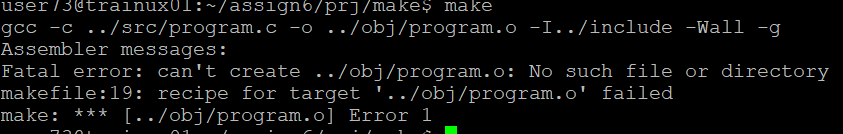 user73@trainux01:~/assign6/prj/make$ make
gcc -c ../src/program.c -o ../obj/program.o -I../include -Wall -g
Assembler messages:
Fatal error: can't create ../obj/program.o: No such file or directory
makefile:19: recipe for target '../obj/program.o' failed
make: *** [../obj/program.o] Error 1